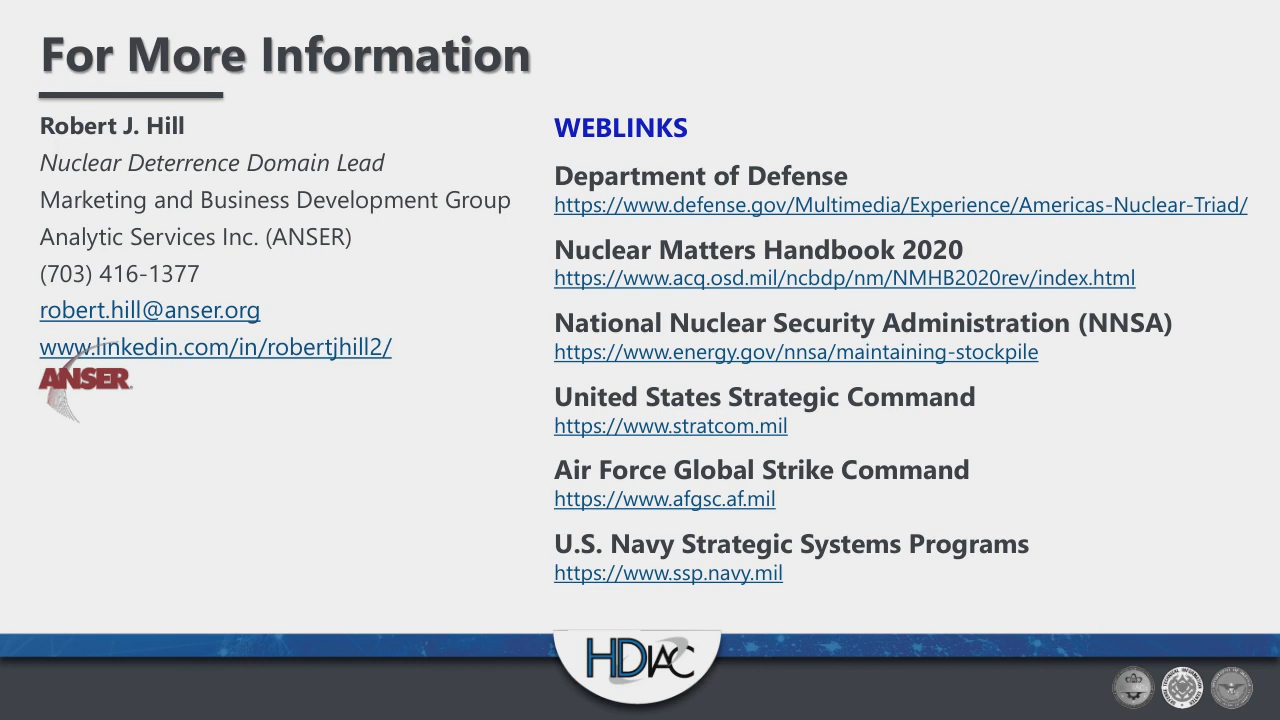 For More Information
Robert J. Hill
Nuclear Deterrence Domain Lead
Marketing and Business Development Group
Analytic Services Inc. (ANSER)
(703) 416-1377
robert.hill@anser.org
www.linkedin.com/in/robertjhill2/
ANSER
WEBLINKS
Department of Defense
https://www.defense.gov/Multimedia/Experience/Americas-Nuclear-Triad/
Nuclear Matters Handbook 2020
https://www.acq.osd.mil/ncbdp/nm/NMHB2020rev/index.html
National Nuclear Security Administration (NNSA)
https://www.energy.gov/nnsa/maintaining-stockpile
United States Strategic Command
https://www.stratcom.mil
Air Force Global Strike Command
https://www.afgsc.af.mil
U.S. Navy Strategic Systems Programs
https://www.ssp.navy.mil
HDIAC